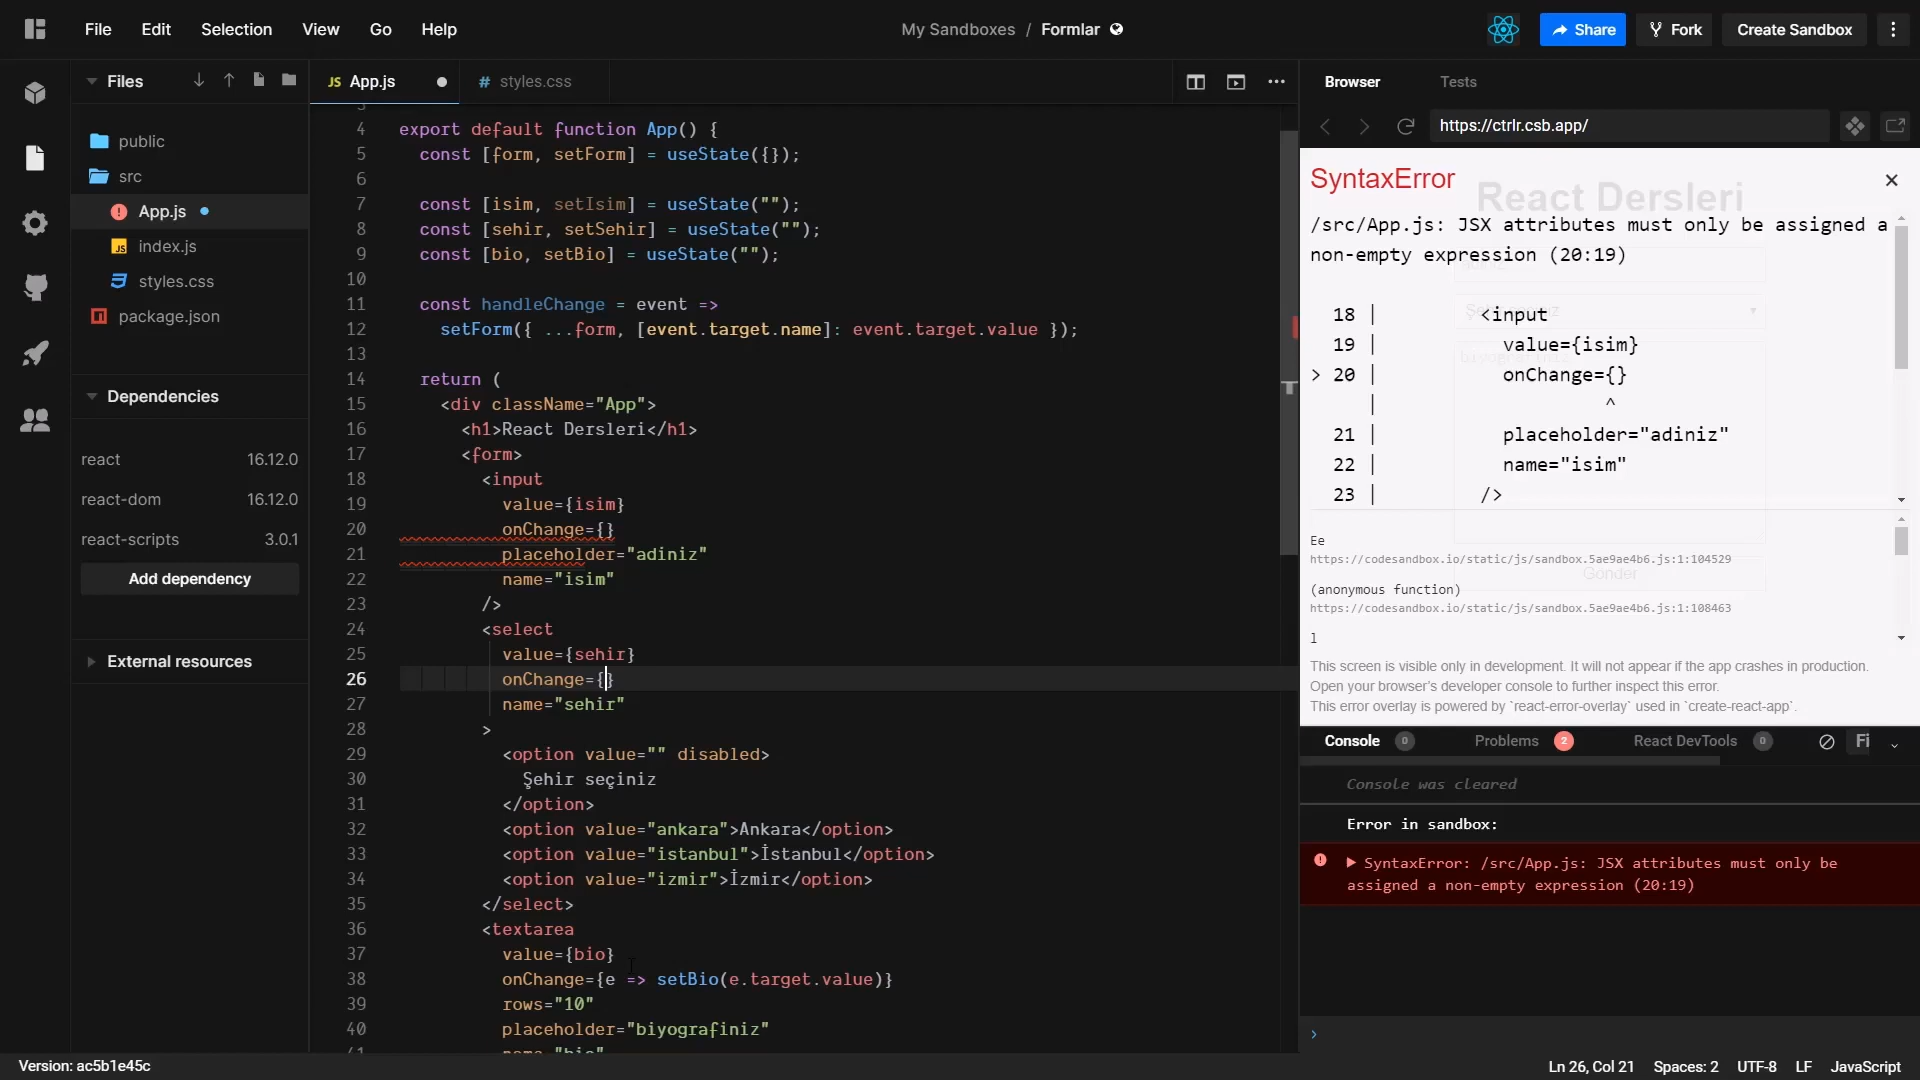 File Edit Selection View Go Help
My Sandboxes / Formlar
Share Fork Create Sandbox
Files
public
src
App.js
index.js
styles.css
package.json
Dependencies
react 16.12.0
react-dom 16.12.0
react-scripts 3.0.1
Add dependency
External resources
JS App.js # styles.css
4 export default function App() {
5 const [form, setForm] = useState({});
6
7 const [isim, setIsim] = useState("");
8 const [sehir, setSehir] = useState("");
9 const [bio, setBio] = useState("");
10
11 const handleChange = event =>
12 setForm({ ...form, [event.target.name]: event.target.value });
13
14 return (
15 <div className="App">
16 <h1>React Dersleri</h1>
17 <form>
18 <input
19 value={isim}
20 onChange={}
21 placeholder="adiniz"
22 name="isim"
23 />
24 <select
25 value={sehir}
26 onChange={}
27 name="sehir"
28 >
29 <option value="" disabled>
30 Şehir seçiniz
31 </option>
32 <option value="ankara">Ankara</option>
33 <option value="istanbul">İstanbul</option>
34 <option value="izmir">İzmir</option>
35 </select>
36 <textarea
37 value={bio}
38 onChange={e => setBio(e.target.value)}
39 rows="10"
40 placeholder="biyografiniz"
41 name="bio"
Browser Tests
https://ctrlr.csb.app/
React Dersleri
SyntaxError
/src/App.js: JSX attributes must only be assigned a
non-empty expression (20:19)
18 | <input
19 | value={isim}
> 20 | onChange={}
| ^
21 | placeholder="adiniz"
22 | name="isim"
23 | />
Ee
https://codesandbox.io/static/js/sandbox.5ae9ae4b6.js:1:104529
Gönder
(anonymous function)
https://codesandbox.io/static/js/sandbox.5ae9ae4b6.js:1:108463
l
This screen is visible only in development. It will not appear if the app crashes in production.
Open your browser's developer console to further inspect this error.
This error overlay is powered by `react-error-overlay` used in `create-react-app`.
Console 0 Problems 2 React DevTools 0 Fi
Console was cleared
Error in sandbox:
SyntaxError: /src/App.js: JSX attributes must only be
assigned a non-empty expression (20:19)
Version: ac5b1e45c
Ln 26, Col 21 Spaces: 2 UTF-8 LF JavaScript